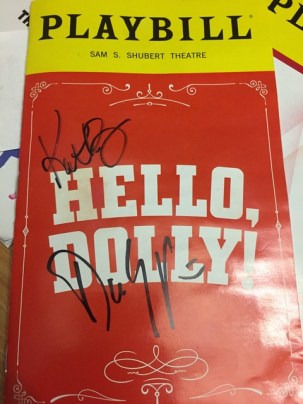 PLAYBILL
SAM S. SHUBERT THEATRE
HELLO,
DOLLY!